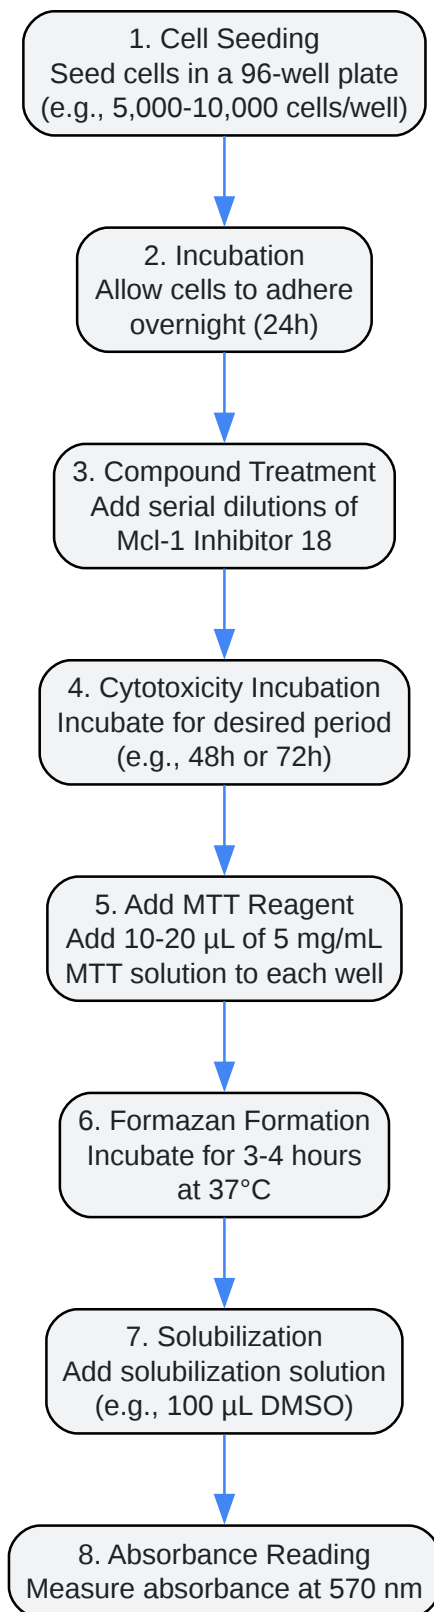 1. Cell Seeding
Seed cells in a 96-well plate
(e.g., 5,000-10,000 cells/well)
2. Incubation
Allow cells to adhere
overnight (24h)
3. Compound Treatment
Add serial dilutions of
Mcl-1 Inhibitor 18
4. Cytotoxicity Incubation
Incubate for desired period
(e.g., 48h or 72h)
5. Add MTT Reagent
Add 10-20 µL of 5 mg/mL
MTT solution to each well
6. Formazan Formation
Incubate for 3-4 hours
at 37°C
7. Solubilization
Add solubilization solution
(e.g., 100 µL DMSO)
8. Absorbance Reading
Measure absorbance at 570 nm